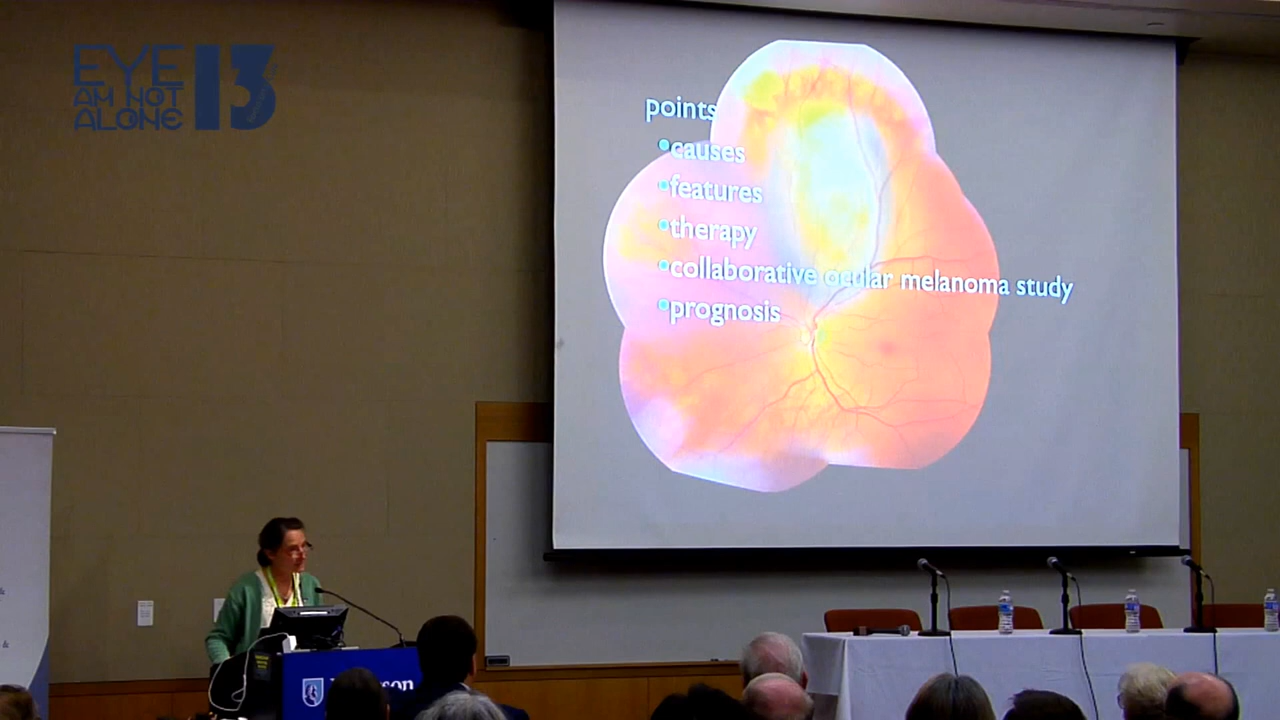 EYE
AM NOT
ALONE 13
points
•causes
•features
•therapy
•collaborative ocular melanoma study
•prognosis
&
&